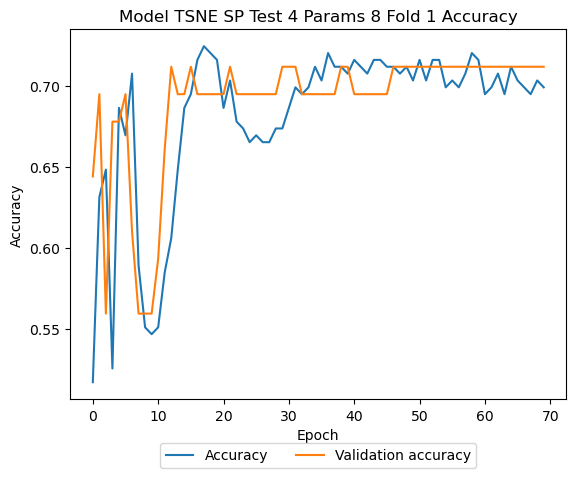 Model TSNE SP Test 4 Params 8 Fold 1 Accuracy
0.70
0.65
0.60
0.55
Accuracy
0 10 20 30 40 50 60 70
Epoch
Accuracy Validation accuracy